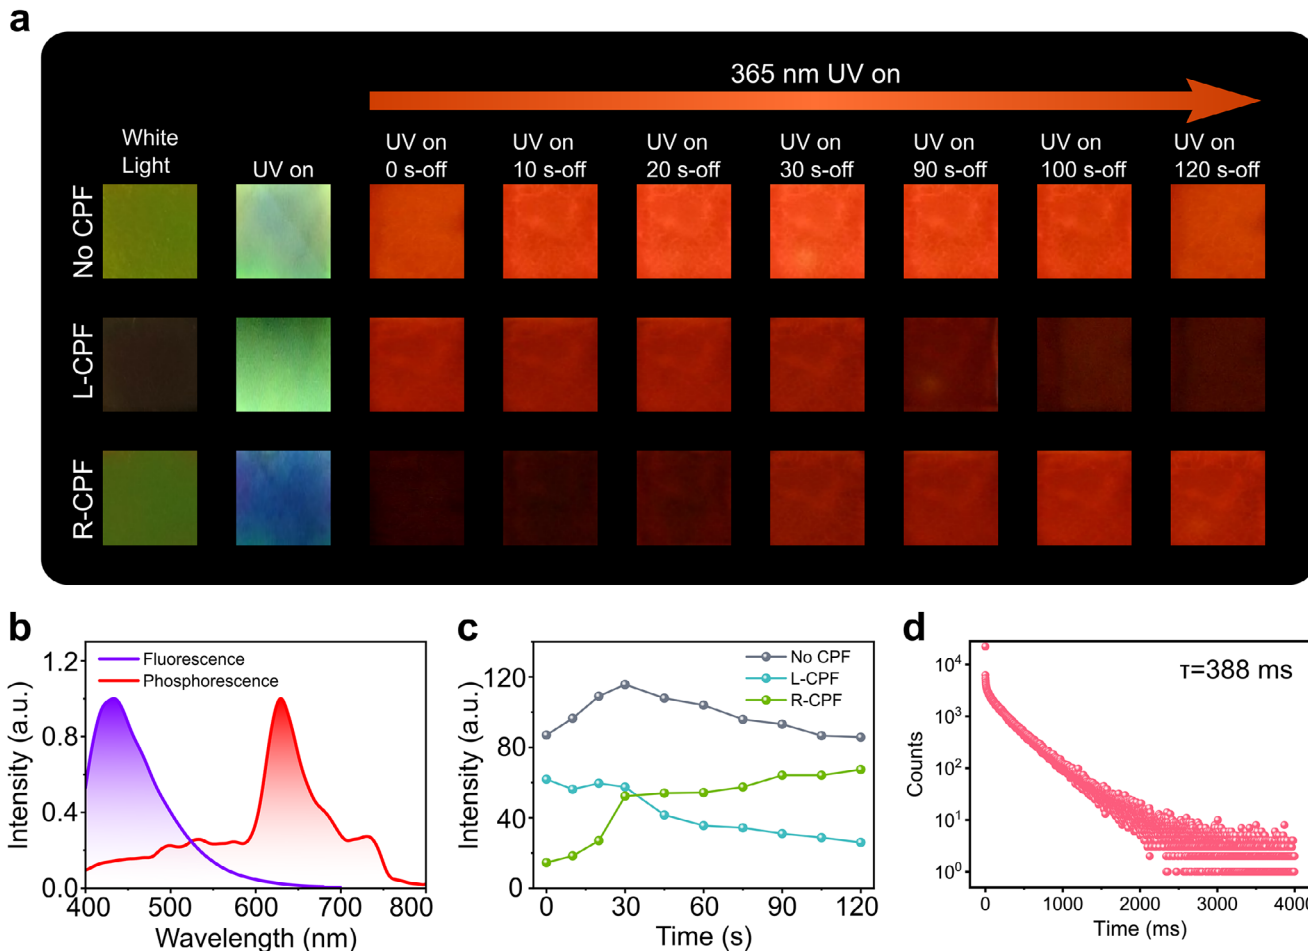 a
365 nm UV on
White
Light
UV on
UV on
0 s-off
UV on
10 s-off
UV on
20 s-off
UV on
30 s-off
UV on
90 s-off
UV on
100 s-off
UV on
120 s-off
No CPF
L-CPF
R-CPF
b
Fluorescence
Phosphorescence
Intensity (a.u.)
1.2
0.8
0.4
0.0
400 500 600 700 800
Wavelength (nm)
c
No CPF
L-CPF
R-CPF
Intensity (a.u.)
120
80
40
0
0 30 60 90 120
Time (s)
d
τ=388 ms
Counts
10⁴
10³
10²
10¹
10⁰
0 1000 2000 3000 4000
Time (ms)